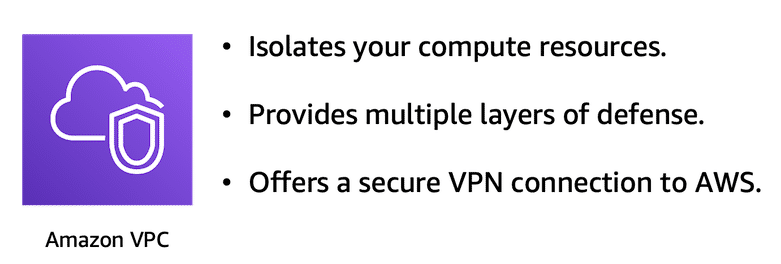 • Isolates your compute resources.
• Provides multiple layers of defense.
• Offers a secure VPN connection to AWS.
Amazon VPC